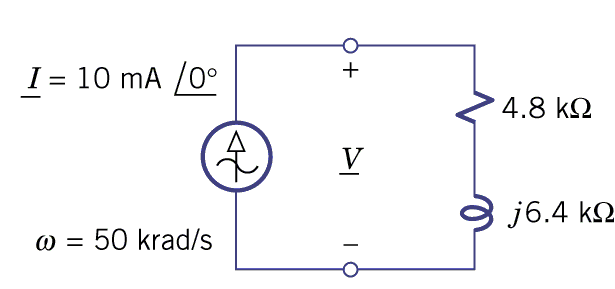 I = 10 mA /0°
+
4.8 kΩ
V
j6.4 kΩ
ω = 50 krad/s
−